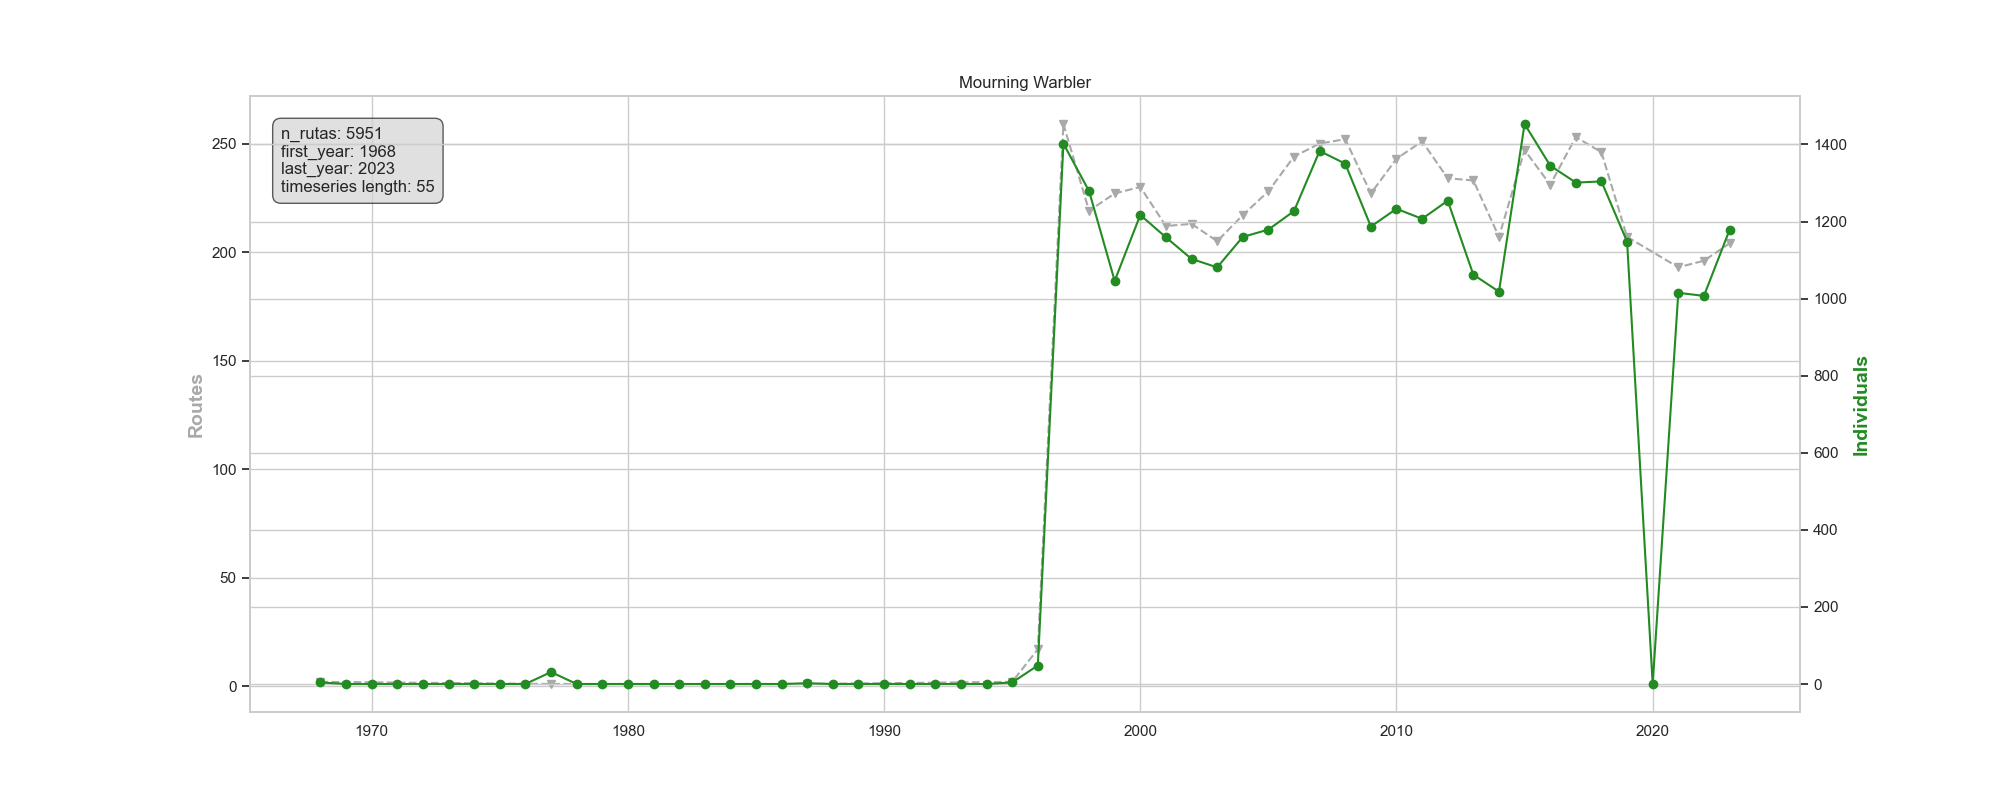 Mourning Warbler
n_rutas: 5951
first_year: 1968
last_year: 2023
timeseries length: 55
250
200
150
100
50
0
Routes
1400
1200
1000
800
600
400
200
0
Individuals
1970
1980
1990
2000
2010
2020